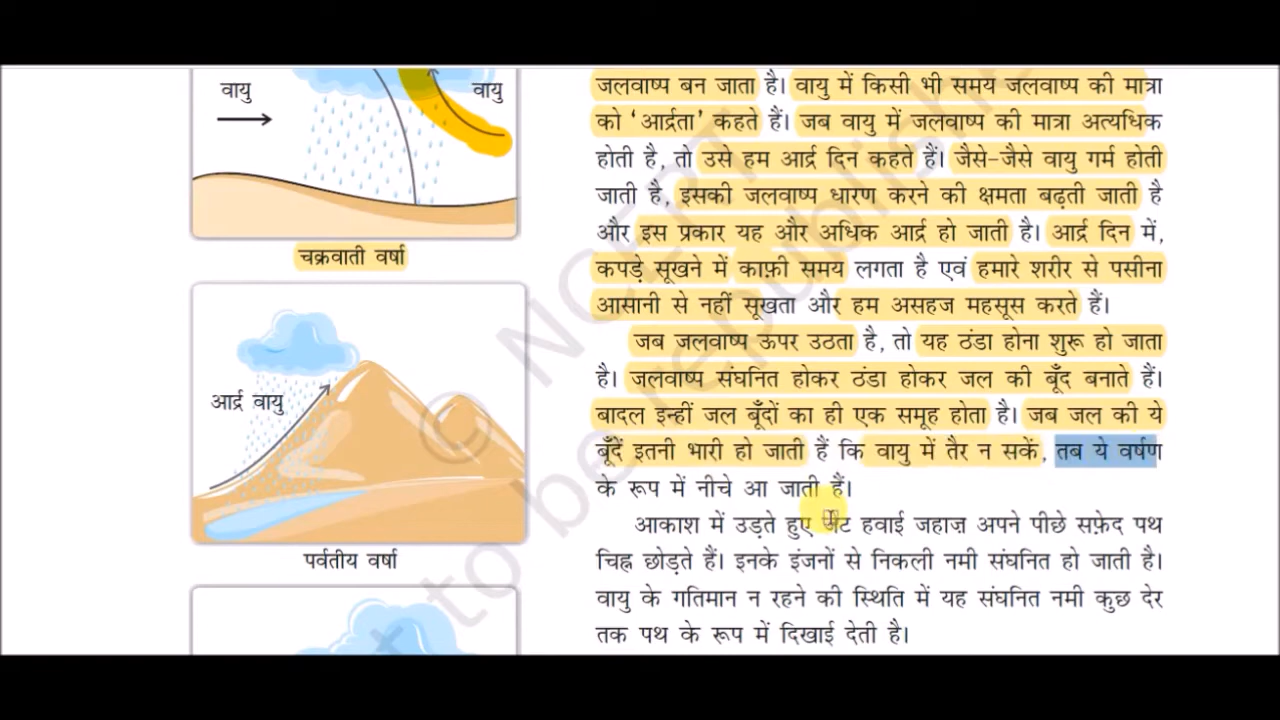 वायु
वायु
चक्रवाती वर्षा
आर्द्र वायु
पर्वतीय वर्षा
जलवाष्प बन जाता है। वायु में किसी भी समय जलवाष्प की मात्रा
को ‘आर्द्रता’ कहते हैं। जब वायु में जलवाष्प की मात्रा अत्यधिक
होती है, तो उसे हम आर्द्र दिन कहते हैं। जैसे-जैसे वायु गर्म होती
जाती है, इसकी जलवाष्प धारण करने की क्षमता बढ़ती जाती है
और इस प्रकार यह और अधिक आर्द्र हो जाती है। आर्द्र दिन में,
कपड़े सूखने में काफ़ी समय लगता है एवं हमारे शरीर से पसीना
आसानी से नहीं सूखता और हम असहज महसूस करते हैं।
जब जलवाष्प ऊपर उठता है, तो यह ठंडा होना शुरू हो जाता
है। जलवाष्प संघनित होकर ठंडा होकर जल की बूँद बनाते हैं।
बादल इन्हीं जल बूँदों का ही एक समूह होता है। जब जल की ये
बूँदें इतनी भारी हो जाती हैं कि वायु में तैर न सकें, तब ये वर्षण
के रूप में नीचे आ जाती हैं।
आकाश में उड़ते हुए जेट हवाई जहाज़ अपने पीछे सफ़ेद पथ
चिह्न छोड़ते हैं। इनके इंजनों से निकली नमी संघनित हो जाती है।
वायु के गतिमान न रहने की स्थिति में यह संघनित नमी कुछ देर
तक पथ के रूप में दिखाई देती है।
© NCERT
to be republished